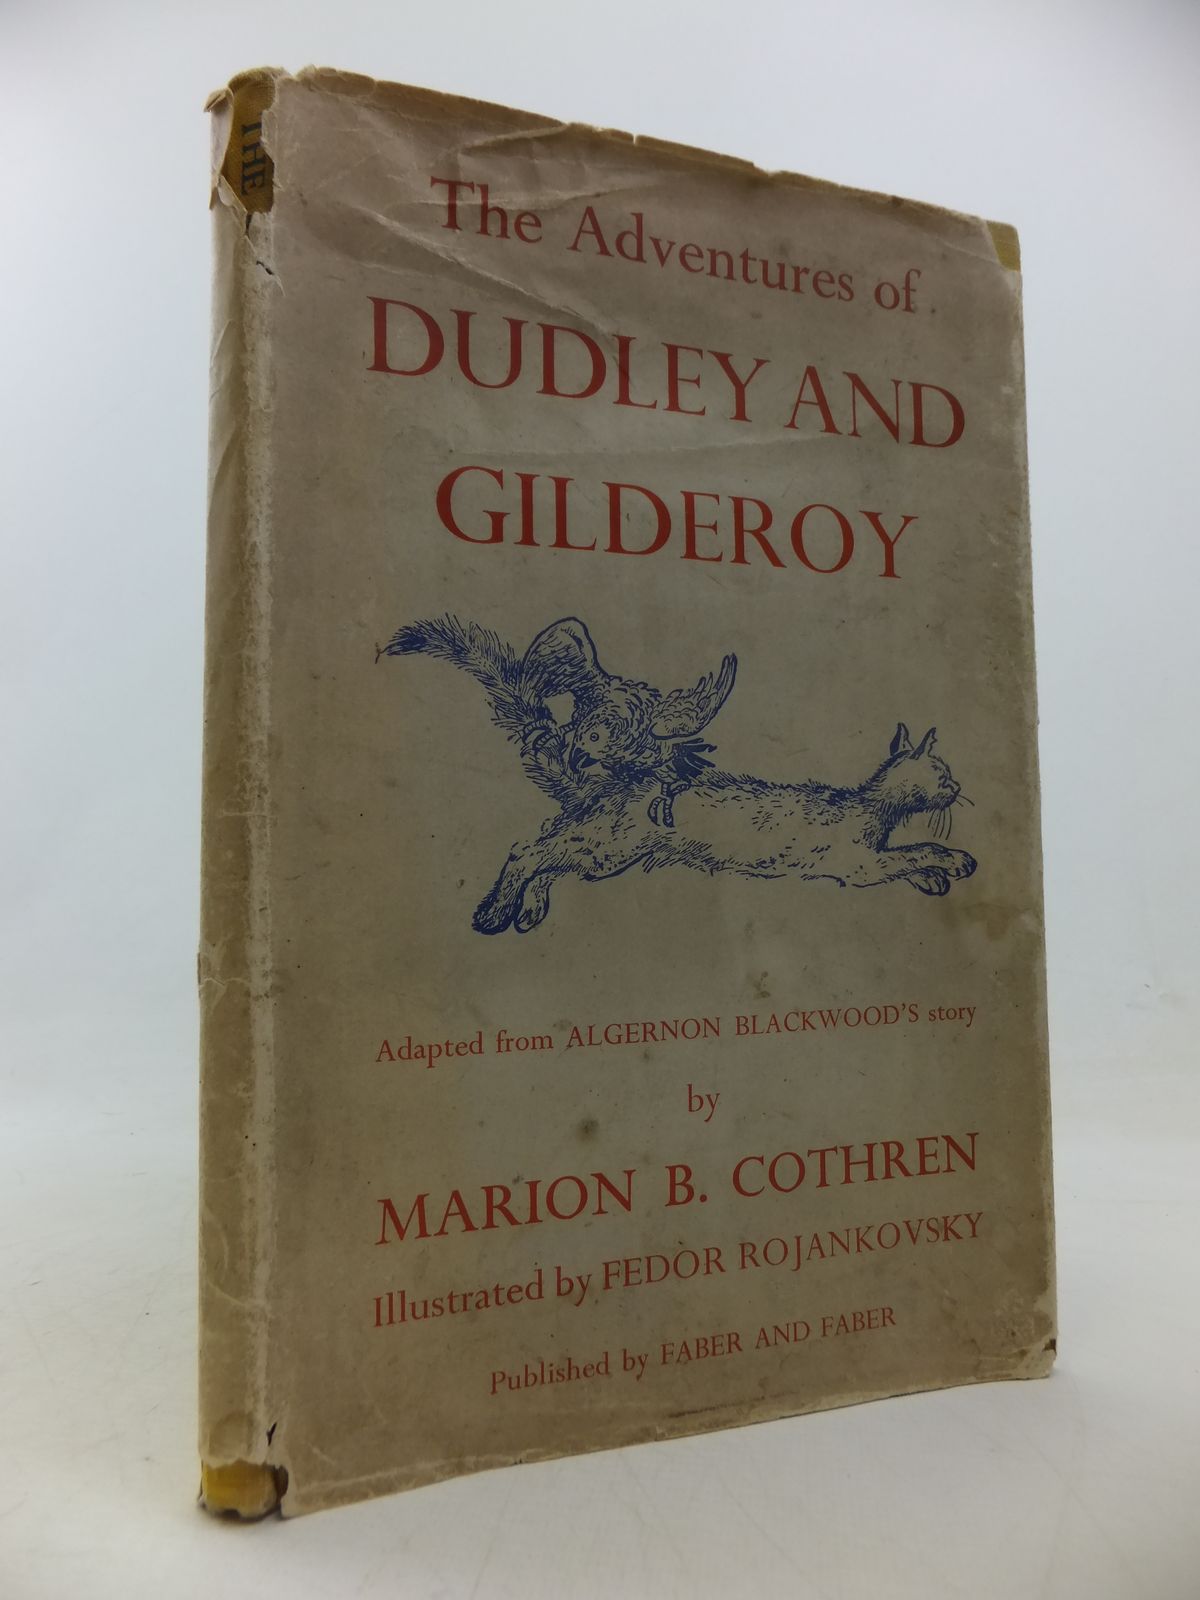 THE
The Adventures of
DUDLEY AND
GILDEROY
Adapted from ALGERNON BLACKWOOD'S story
by
MARION B. COTHREN
Illustrated by FEDOR ROJANKOVSKY
Published by FABER AND FABER